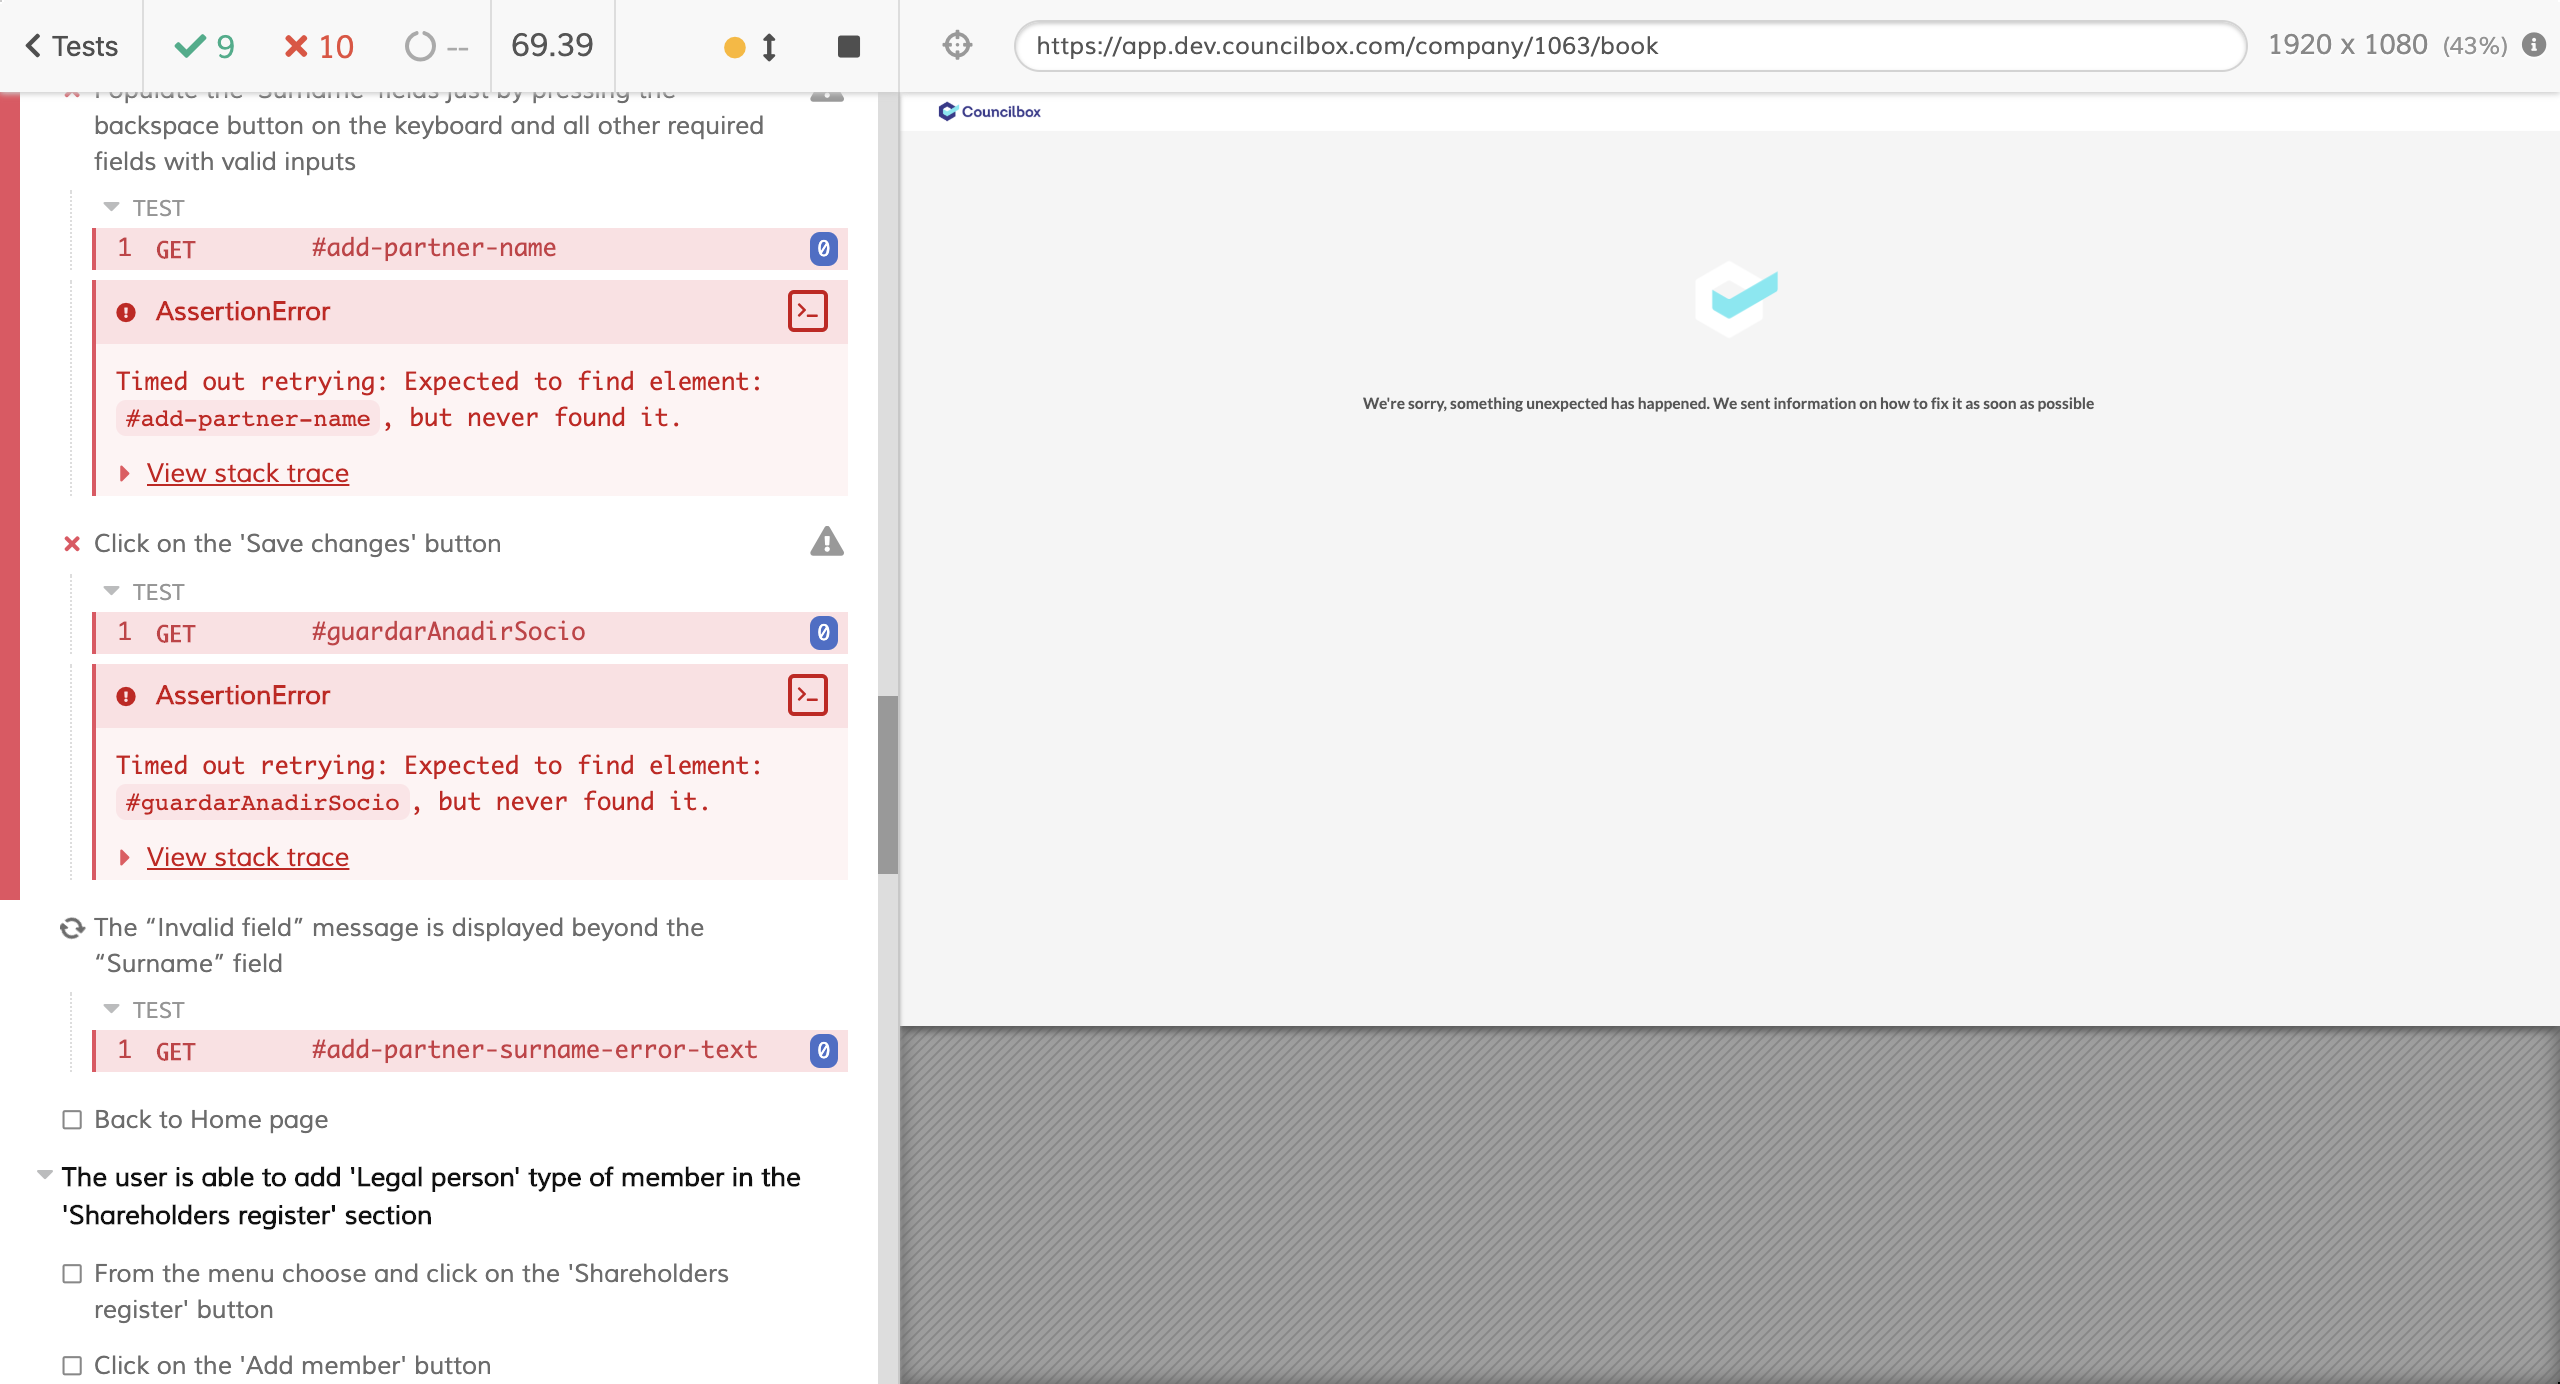 Tests
9
10
--
69.39
https://app.dev.councilbox.com/company/1063/book
1920 x 1080 (43%)
Populate the 'Surname' fields just by pressing the
backspace button on the keyboard and all other required
fields with valid inputs
TEST
1 GET #add-partner-name 0
AssertionError
Timed out retrying: Expected to find element:
#add-partner-name, but never found it.
View stack trace
Click on the 'Save changes' button
TEST
1 GET #guardarAnadirSocio 0
AssertionError
Timed out retrying: Expected to find element:
#guardarAnadirSocio, but never found it.
View stack trace
The “Invalid field” message is displayed beyond the
“Surname” field
TEST
1 GET #add-partner-surname-error-text 0
Back to Home page
The user is able to add 'Legal person' type of member in the
'Shareholders register' section
From the menu choose and click on the 'Shareholders
register' button
Click on the 'Add member' button
Councilbox
We're sorry, something unexpected has happened. We sent information on how to fix it as soon as possible